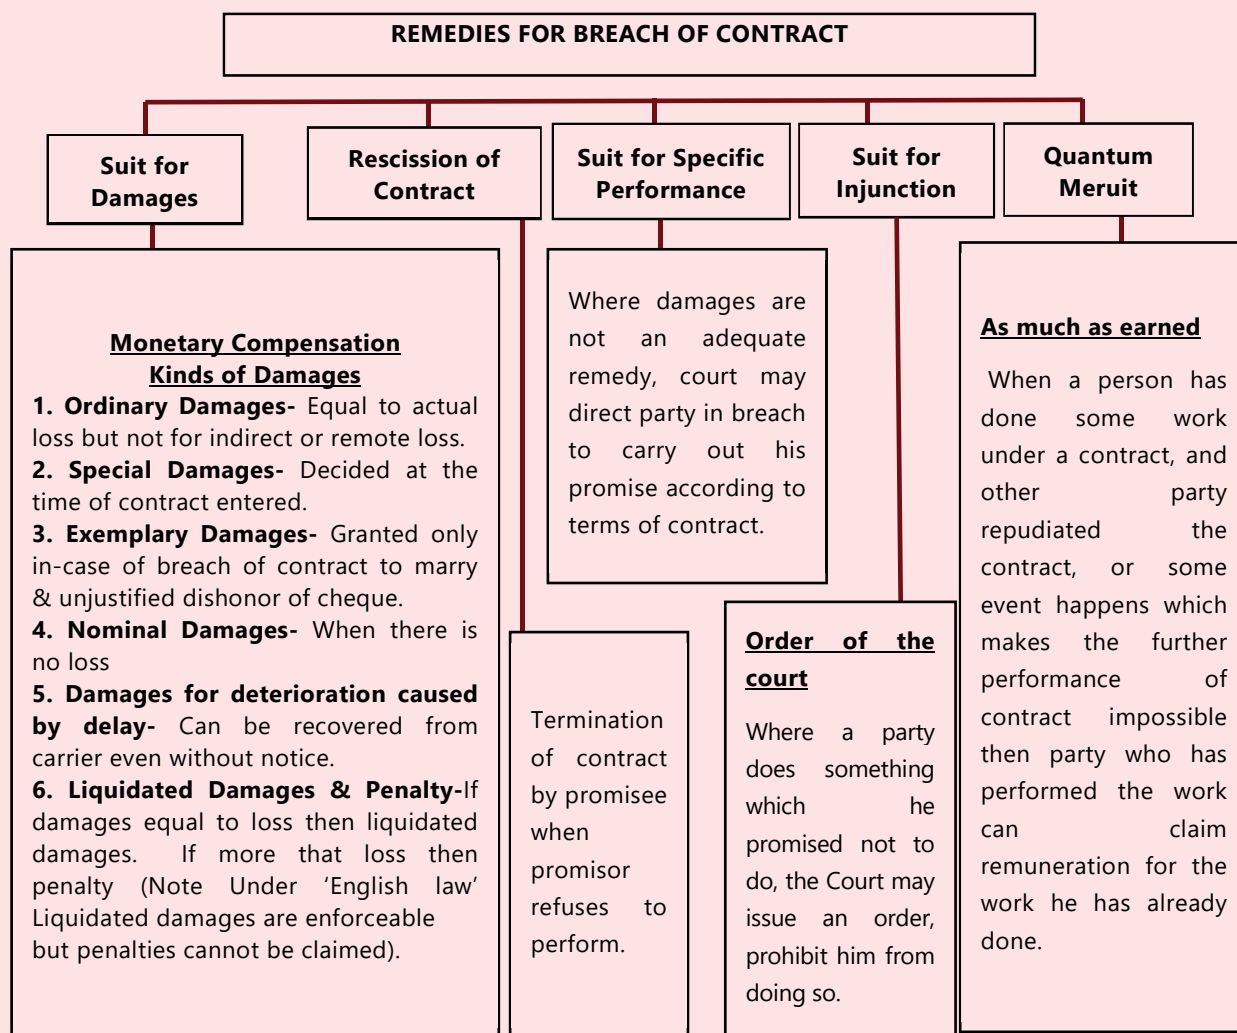 REMEDIES FOR BREACH OF CONTRACT
Suit for
Damages
Rescission of
Contract
Suit for Specific
Performance
Suit for
Injunction
Quantum
Meruit
Monetary Compensation
Kinds of Damages
1. Ordinary Damages- Equal to actual
loss but not for indirect or remote loss.
2. Special Damages- Decided at the
time of contract entered.
3. Exemplary Damages- Granted only
in-case of breach of contract to marry
& unjustified dishonor of cheque.
4. Nominal Damages- When there is
no loss
5. Damages for deterioration caused
by delay- Can be recovered from
carrier even without notice.
6. Liquidated Damages & Penalty-If
damages equal to loss then liquidated
damages. If more that loss then
penalty (Note Under ‘English law’
Liquidated damages are enforceable
but penalties cannot be claimed).
Termination
of contract
by promisee
when
promisor
refuses to
perform.
Where damages are
not an adequate
remedy, court may
direct party in breach
to carry out his
promise according to
terms of contract.
Order of the
court
Where a party
does something
which he
promised not to
do, the Court may
issue an order,
prohibit him from
doing so.
As much as earned
When a person has
done some work
under a contract, and
other party
repudiated the
contract, or some
event happens which
makes the further
performance of
contract impossible
then party who has
performed the work
can claim
remuneration for the
work he has already
done.